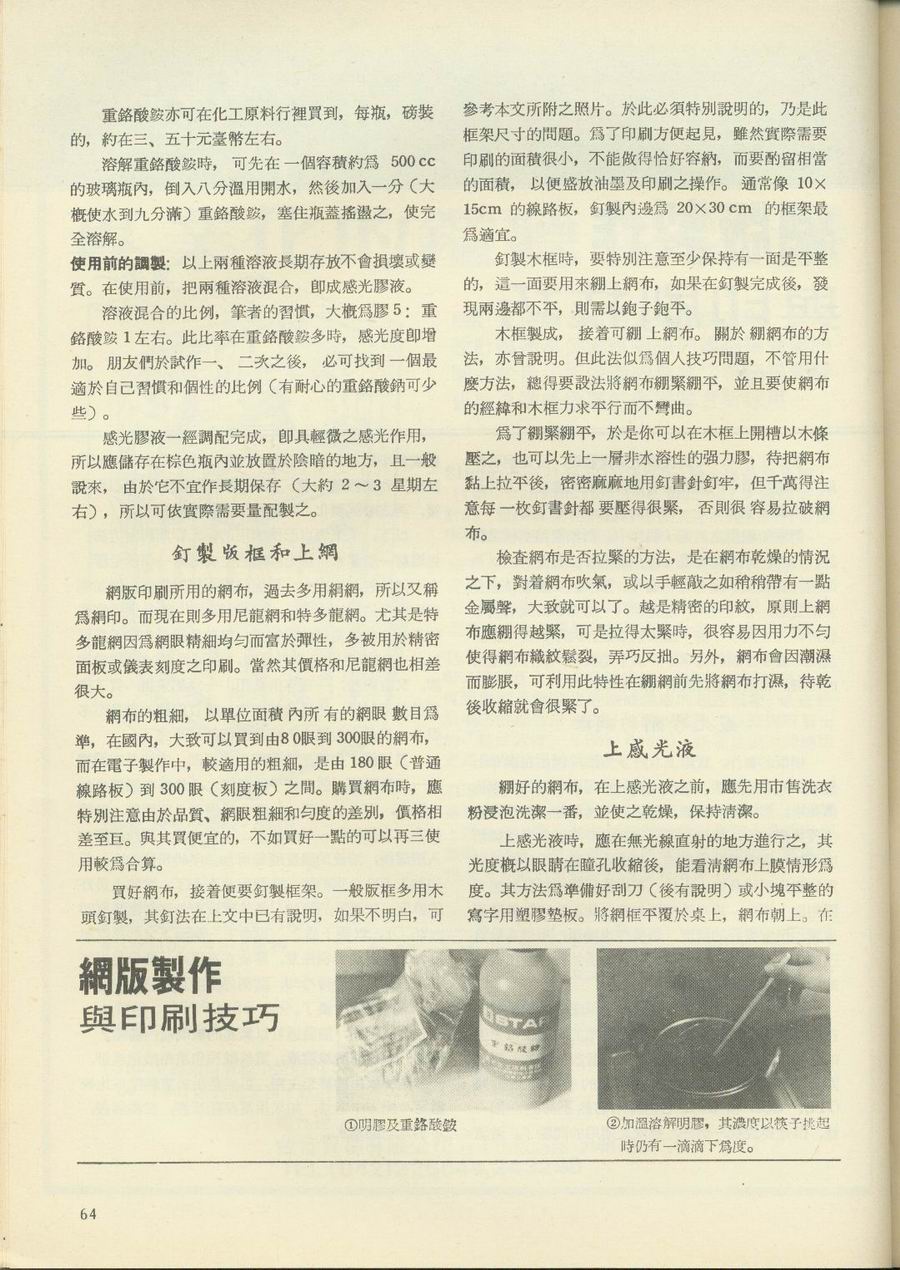 重鉻酸銨亦可在化工原料行裡買到，每瓶，磅裝
的，約在三、五十元臺幣左右。
溶解重鉻酸銨時，可先在一個容積約爲 500 cc
的玻璃瓶內，倒入八分溫用開水，然後加入一分（大
概使水到九分滿）重鉻酸銨，塞住瓶蓋搖盪之，使完
全溶解。
使用前的調製：以上兩種溶液長期存放不會損壞或變
質。在使用前，把兩種溶液混合，卽成感光膠液。
溶液混合的比例，筆者的習慣，大概爲膠5：重
鉻酸銨1左右。此比率在重鉻酸銨多時，感光度卽增
加。朋友們於試作一、二次之後，必可找到一個最
適於自己習慣和個性的比例（有耐心的重鉻酸鈉可少
些）。
感光膠液一經調配完成，卽具輕微之感光作用，
所以應儲存在棕色瓶內並放置於陰暗的地方，且一般
說來，由於它不宜作長期保存（大約 2～3 星期左
右），所以可依實際需要量配製之。
釘製版框和上網
網版印刷所用的網布，過去多用絹網，所以又稱
爲絹印。而現在則多用尼龍網和特多龍網。尤其是特
多龍網因爲網眼精細均勻而富於彈性，多被用於精密
面板或儀表刻度之印刷。當然其價格和尼龍網也相差
很大。
網布的粗細，以單位面積內所有的網眼數目爲
準，在國內，大致可以買到由80眼到300眼的網布，
而在電子製作中，較適用的粗細，是由180眼（普通
線路板）到300眼（刻度板）之間。購買網布時，應
特別注意由於品質、網眼粗細和勻度的差別，價格相
差至巨。與其買便宜的，不如買好一點的可以再三使
用較爲合算。
買好網布，接着便要釘製框架。一般版框多用木
頭釘製，其釘法在上文中已有說明，如果不明白，可
參考本文所附之照片。於此必須特別說明的，乃是此
框架尺寸的問題。爲了印刷方便起見，雖然實際需要
印刷的面積很小，不能做得恰好容納，而要酌留相當
的面積，以便盛放油墨及印刷之操作。通常像 10×
15cm 的線路板，釘製內邊爲 20×30 cm 的框架最
爲適宜。
釘製木框時，要特別注意至少保持有一面是平整
的，這一面要用來綳上網布，如果在釘製完成後，發
現兩邊都不平，則需以鉋子鉋平。
木框製成，接着可綳上網布。關於綳網布的方
法，亦曾說明。但此法似爲個人技巧問題，不管用什
麼方法，總得要設法將網布綳緊綳平，並且要使網布
的經緯和木框力求平行而不彎曲。
爲了綳緊綳平，於是你可以在木框上開槽以木條
壓之，也可以先上一層非水溶性的强力膠，待把網布
黏上拉平後，密密麻麻地用釘書針釘牢，但千萬得注
意每一枚釘書針都要壓得很緊，否則很容易拉破網
布。
檢查網布是否拉緊的方法，是在網布乾燥的情況
之下，對着網布吹氣，或以手輕敲之如稍稍帶有一點
金屬聲，大致就可以了。越是精密的印紋，原則上網
布應綳得越緊，可是拉得太緊時，很容易因用力不勻
使得網布織紋鬆裂，弄巧反拙。另外，網布會因潮濕
而膨脹，可利用此特性在綳網前先將網布打濕，待乾
後收縮就會很緊了。
上感光液
綳好的網布，在上感光液之前，應先用市售洗衣
粉浸泡洗潔一番，並使之乾燥，保持清潔。
上感光液時，應在無光線直射的地方進行之，其
光度概以眼睛在瞳孔收縮後，能看清網布上膜情形爲
度。其方法爲準備好刮刀（後有說明）或小塊平整的
寫字用塑膠墊板。將網框平覆於桌上，網布朝上。在
網版製作
與印刷技巧
STAR
重鉻酸銨
①明膠及重鉻酸銨
②加溫溶解明膠，其濃度以筷子挑起
時仍有一滴滴下爲度。
64